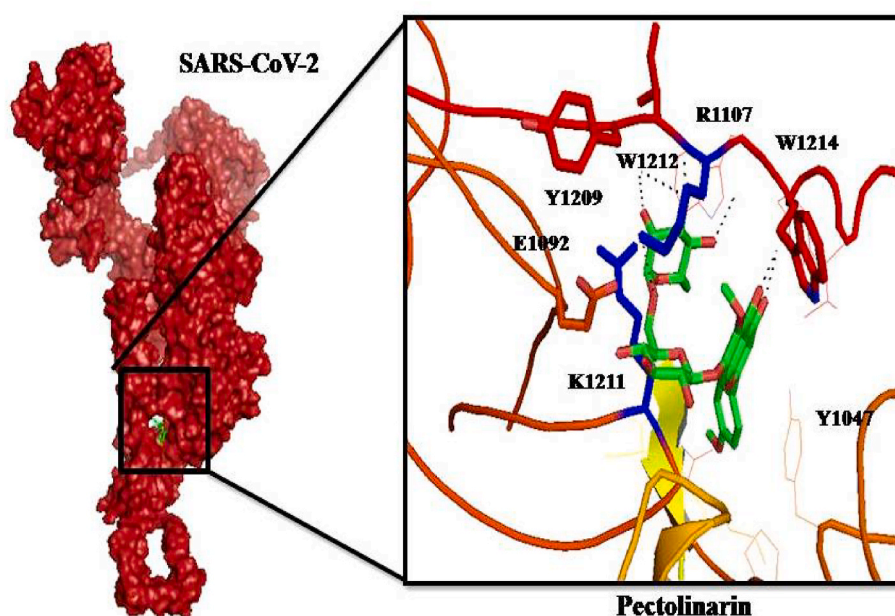 SARS-CoV-2
R1107
W1214
W1212
Y1209
E1092
K1211
Y1047
Pectolinarin